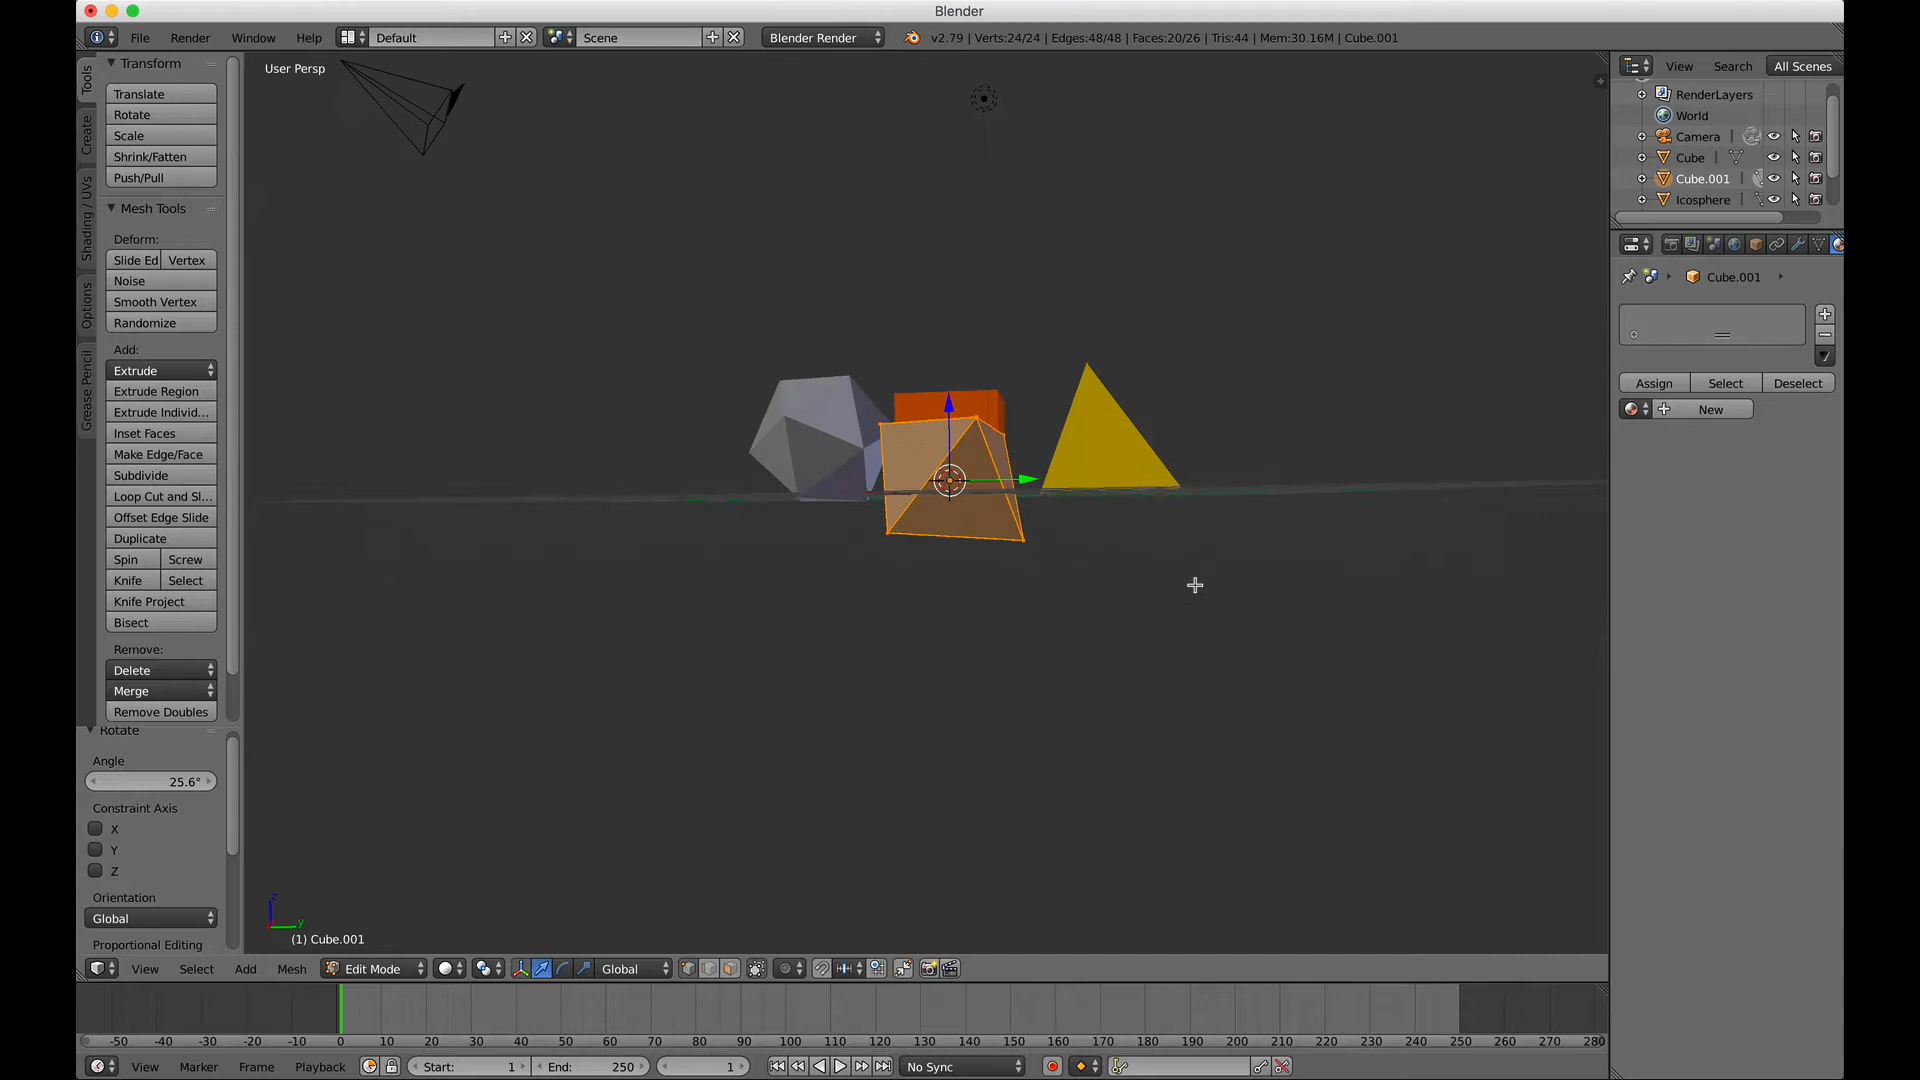 Blender
File Render Window Help Default Scene Blender Render v2.79 | Verts:24/24 | Edges:48/48 | Faces:20/26 | Tris:44 | Mem:30.16M | Cube.001
Tools
Create
Shading / UVs
Options
Grease Pencil
Transform
Translate
Rotate
Scale
Shrink/Fatten
Push/Pull
Mesh Tools
Deform:
Slide Ed Vertex
Noise
Smooth Vertex
Randomize
Add:
Extrude
Extrude Region
Extrude Individ...
Inset Faces
Make Edge/Face
Subdivide
Loop Cut and Sl...
Offset Edge Slide
Duplicate
Spin Screw
Knife Select
Knife Project
Bisect
Remove:
Delete
Merge
Remove Doubles
Rotate
Angle
25.6°
Constraint Axis
X
Y
Z
Orientation
Global
Proportional Editing
User Persp
z
y
(1) Cube.001
View Search All Scenes
RenderLayers
World
Camera
Cube
Cube.001
Icosphere
Cube.001
Assign Select Deselect
New
View Select Add Mesh Edit Mode Global
-50 -40 -30 -20 -10 0 10 20 30 40 50 60 70 80 90 100 110 120 130 140 150 160 170 180 190 200 210 220 230 240 250 260 270 280
View Marker Frame Playback Start: 1 End: 250 1 No Sync